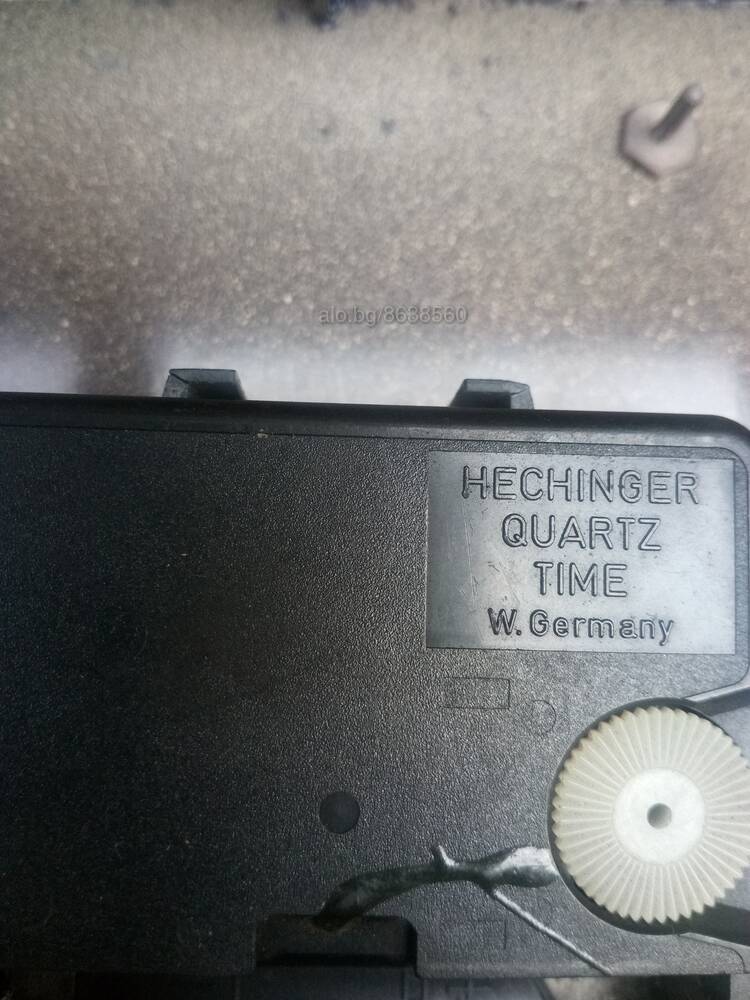 alo.bg/8638560
HECHINGER
QUARTZ
TIME
W. Germany